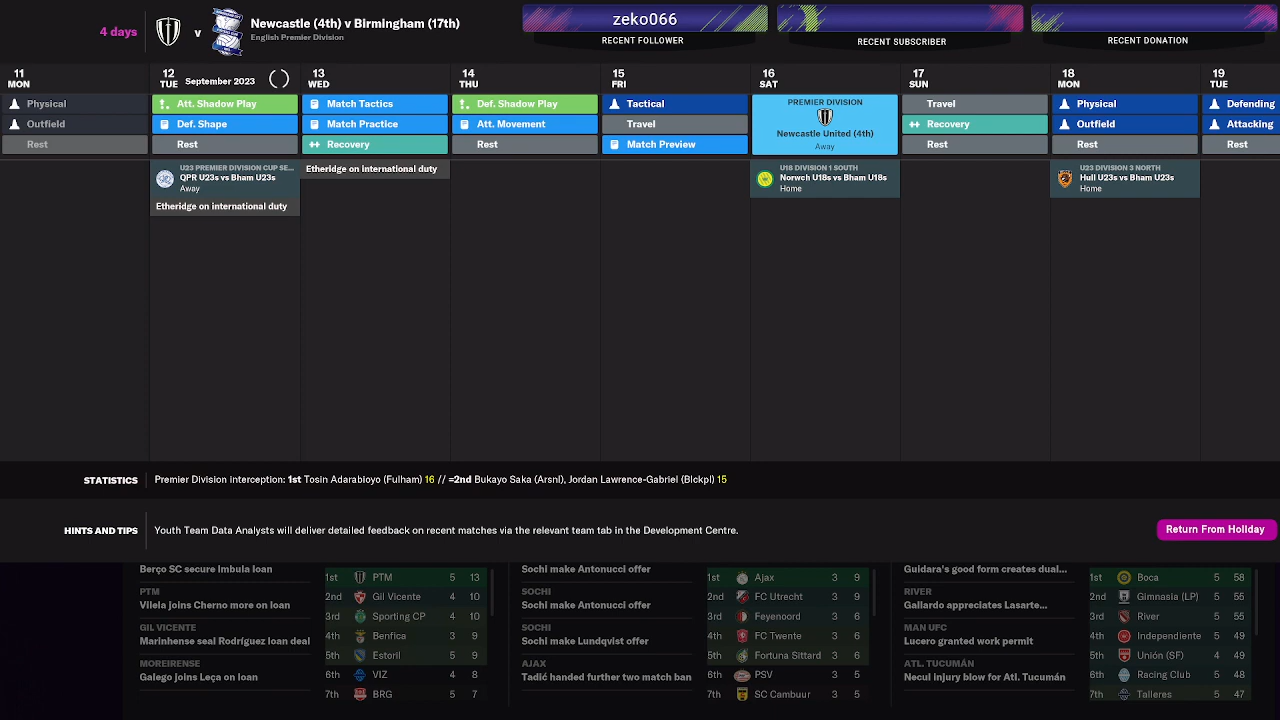 4 days
v
Newcastle (4th) v Birmingham (17th)
English Premier Division
zeko066
RECENT FOLLOWER
RECENT SUBSCRIBER
RECENT DONATION
11
MON
12
TUE
September 2023
13
WED
14
THU
15
FRI
16
SAT
17
SUN
18
MON
19
TUE
Physical
Outfield
Rest
Att. Shadow Play
Def. Shape
Rest
Match Tactics
Match Practice
Recovery
Def. Shadow Play
Att. Movement
Rest
Tactical
Travel
Match Preview
PREMIER DIVISION
Newcastle United (4th)
Away
Travel
Recovery
Rest
Physical
Outfield
Rest
Defending
Attacking
Rest
U23 PREMIER DIVISION CUP SE...
QPR U23s vs Bham U23s
Away
Etheridge on international duty
Etheridge on international duty
U18 DIVISION 1 SOUTH
Norwch U18s vs Bham U18s
Home
U23 DIVISION 3 NORTH
Hull U23s vs Bham U23s
Home
STATISTICS
Premier Division interception: 1st Tosin Adarabioyo (Fulham) 16 // =2nd Bukayo Saka (Arsnl), Jordan Lawrence-Gabriel (Blckpl) 15
HINTS AND TIPS
Youth Team Data Analysts will deliver detailed feedback on recent matches via the relevant team tab in the Development Centre.
Return From Holiday
Berço SC secure Imbula loan
PTM
Vilela joins Cherno more on loan
GIL VICENTE
Marinhense seal Rodríguez loan deal
MOREIRENSE
Galego joins Leça on loan
1st PTM 5 13
2nd Gil Vicente 4 10
3rd Sporting CP 4 10
4th Benfica 3 9
5th Estoril 5 9
6th VIZ 4 8
7th BRG 5 7
Sochi make Antonucci offer
SOCHI
Sochi make Antonucci offer
SOCHI
Sochi make Lundqvist offer
AJAX
Tadić handed further two match ban
1st Ajax 3 9
2nd FC Utrecht 3 9
3rd Feyenoord 3 6
4th FC Twente 3 6
5th Fortuna Sittard 3 6
6th PSV 3 5
7th SC Cambuur 3 5
Guidara's good form creates dual...
RIVER
Gallardo appreciates Lasarte...
MAN UFC
Lucero granted work permit
ATL. TUCUMÁN
Necul injury blow for Atl. Tucumán
1st Boca 5 58
2nd Gimnasia (LP) 5 55
3rd River 5 55
4th Independiente 5 49
5th Unión (SF) 4 49
6th Racing Club 5 48
7th Talleres 5 47